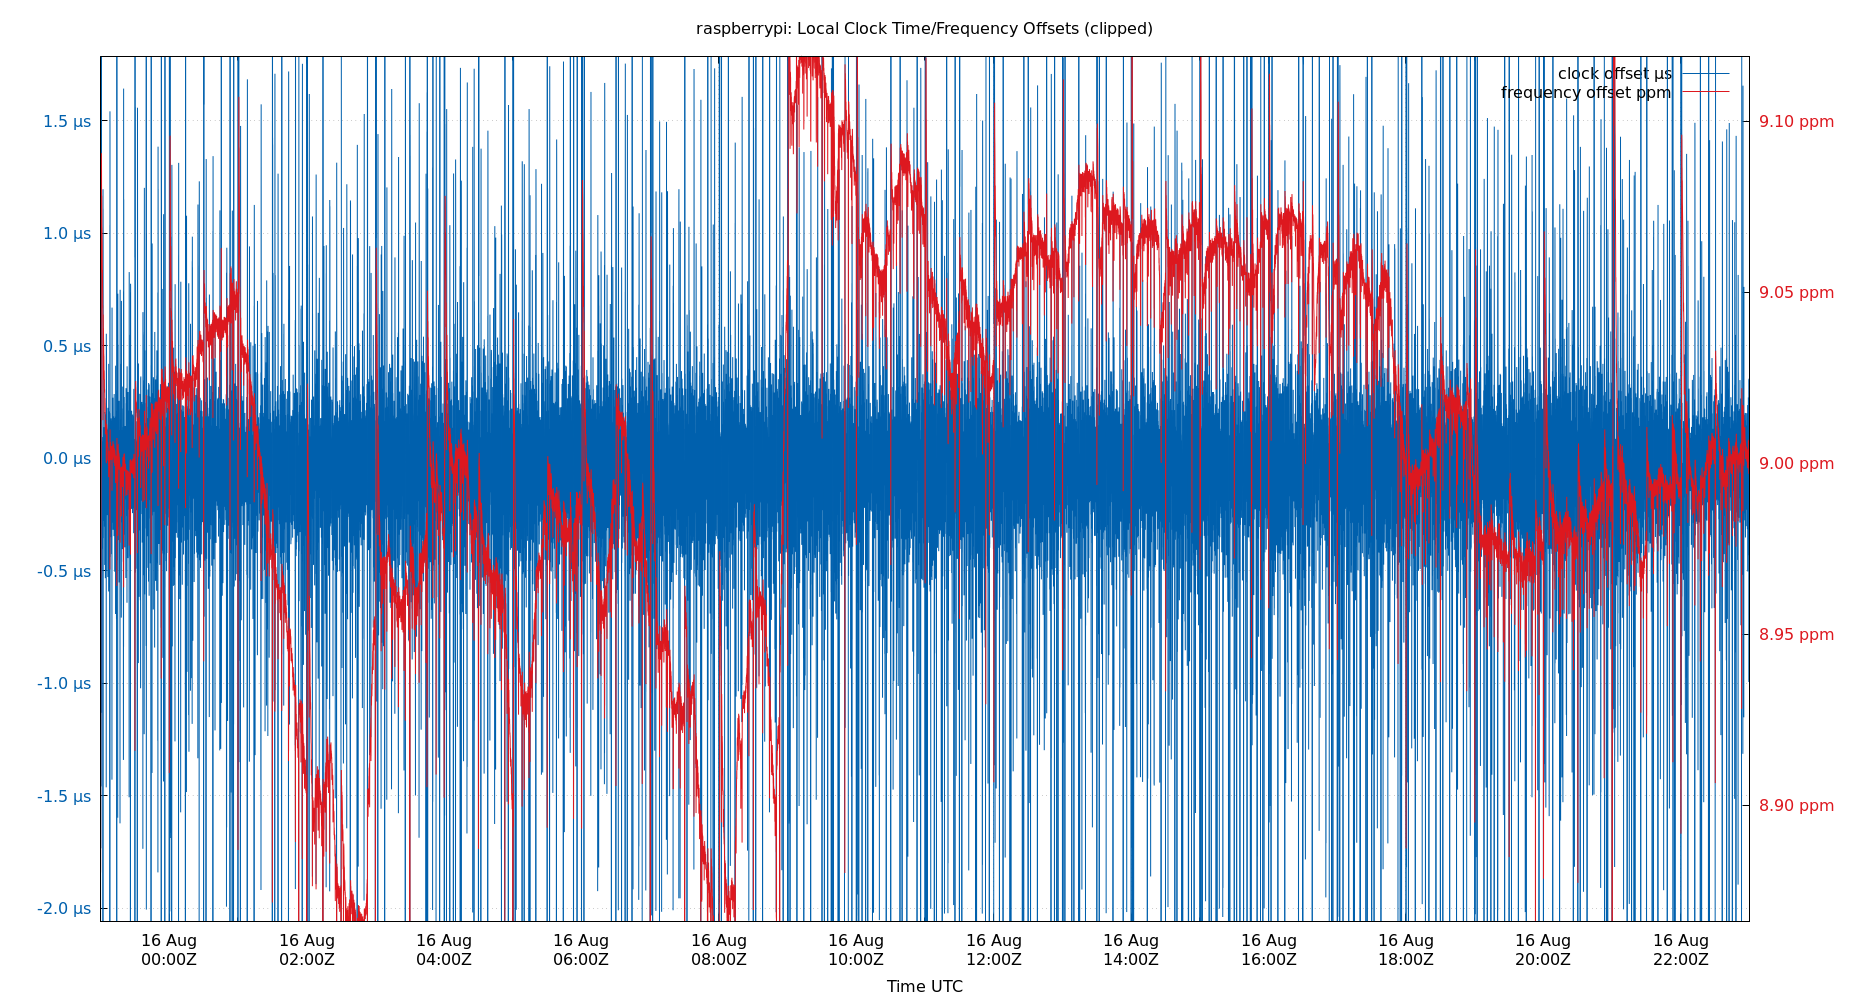 raspberrypi: Local Clock Time/Frequency Offsets (clipped)
clock offset µs
frequency offset ppm
1.5 µs
1.0 µs
0.5 µs
0.0 µs
-0.5 µs
-1.0 µs
-1.5 µs
-2.0 µs
9.10 ppm
9.05 ppm
9.00 ppm
8.95 ppm
8.90 ppm
16 Aug 16 Aug 16 Aug 16 Aug 16 Aug 16 Aug 16 Aug 16 Aug 16 Aug 16 Aug 16 Aug 16 Aug
00:00Z 02:00Z 04:00Z 06:00Z 08:00Z 10:00Z 12:00Z 14:00Z 16:00Z 18:00Z 20:00Z 22:00Z
Time UTC